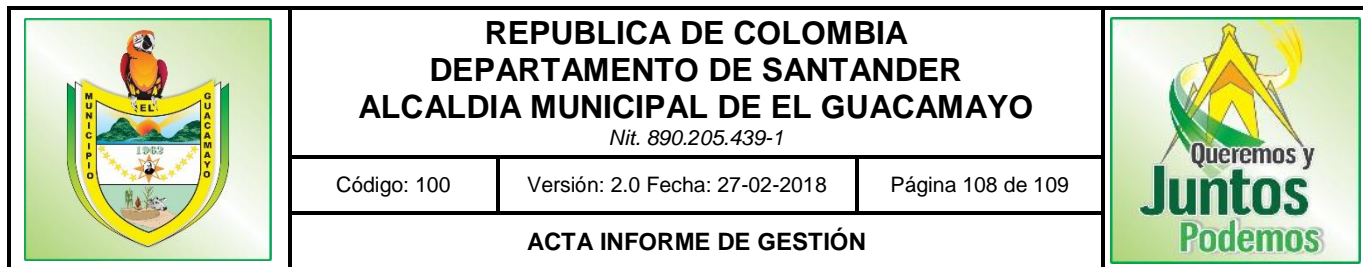 MUNICIPIO
EL
GUACAMAYO
1963
REPUBLICA DE COLOMBIA
DEPARTAMENTO DE SANTANDER
ALCALDIA MUNICIPAL DE EL GUACAMAYO
Nit. 890.205.439-1
Código: 100
Versión: 2.0 Fecha: 27-02-2018
Página 108 de 109
ACTA INFORME DE GESTIÓN
Queremos y
Juntos
Podemos